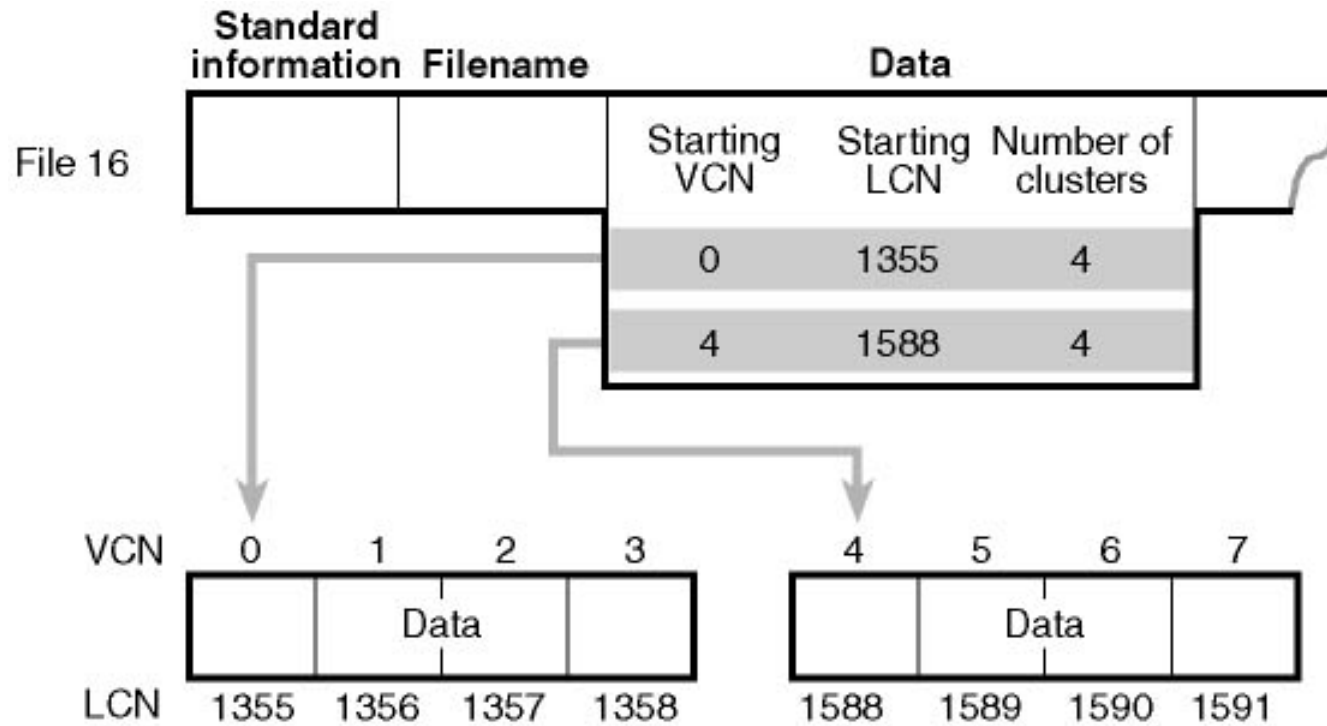 Standard
information Filename Data
File 16
Starting
VCN
Starting
LCN
Number of
clusters
0 1355 4
4 1588 4
VCN 0 1 2 3 4 5 6 7
Data Data
LCN 1355 1356 1357 1358 1588 1589 1590 1591